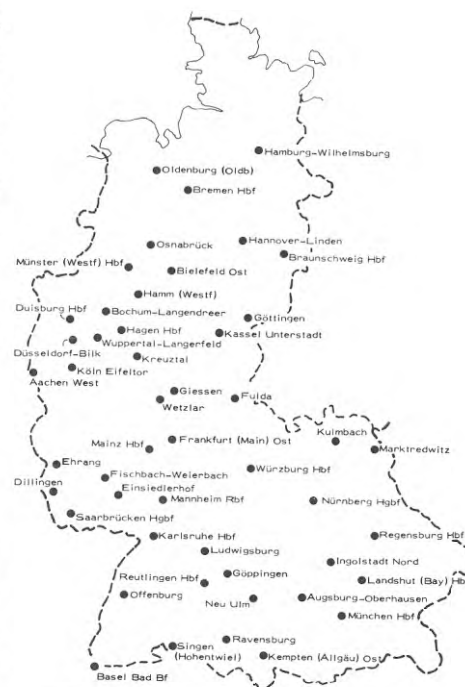 Hamburg-Wilhelmsburg
Oldenburg (Oldb)
Bremen Hbf
Osnabrück
Hannover-Linden
Braunschweig Hbf
Münster (Westf) Hbf
Bielefeld Ost
Hamm (Westf)
Duisburg Hbf
Bochum-Langendreer
Göttingen
Hagen Hbf
Kassel Unterstadt
Wuppertal-Langerfeld
Düsseldorf-Bilk
Kreuztal
Köln Eifeltor
Aachen West
Giessen
Fulda
Wetzlar
Kulmbach
Frankfurt (Main) Ost
Mainz Hbf
Marktredwitz
Ehrang
Würzburg Hbf
Fischbach-Weierbach
Dillingen
Einsiedlerhof
Mannheim Rbf
Nürnberg Hgbf
Saarbrücken Hgbf
Karlsruhe Hbf
Regensburg Hbf
Ludwigsburg
Ingolstadt Nord
Göppingen
Reutlingen Hbf
Landshut (Bay) Hb
Offenburg
Neu Ulm
Augsburg-Oberhausen
München Hbf
Ravensburg
Singen
(Hohentwiel)
Kempten (Allgäu) Ost
Basel Bad Bf